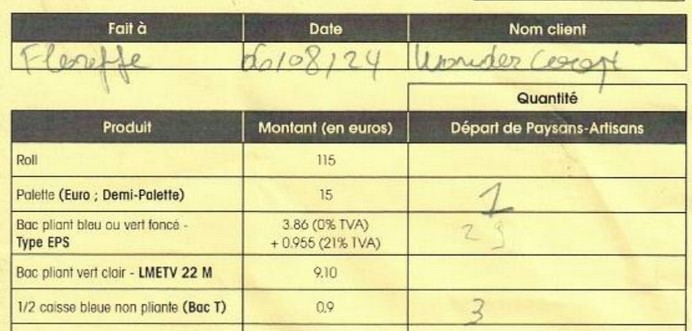 Fait à Date Nom client
Floreffe 06/08/24 Wonder
Quantité
Produit Montant (en euros) Départ de Paysans-Artisans
Roll 115
Palette (Euro ; Demi-Palette) 15 1
Bac pliant bleu ou vert foncé - 3.86 (0% TVA)
Type EPS + 0.955 (21% TVA)
Bac pliant vert clair - LMETV 22 M 9.10
1/2 caisse bleue non pliante (Bac T) 0.9 3